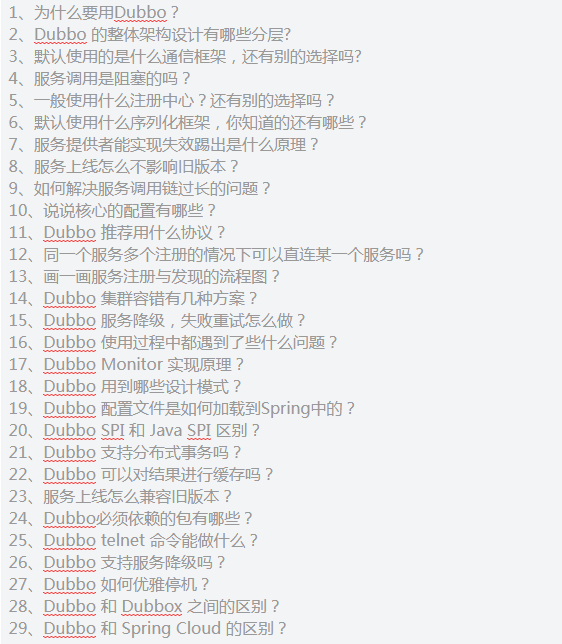 1、为什么要用Dubbo？
2、Dubbo 的整体架构设计有哪些分层?
3、默认使用的是什么通信框架，还有别的选择吗?
4、服务调用是阻塞的吗？
5、一般使用什么注册中心？还有别的选择吗？
6、默认使用什么序列化框架，你知道的还有哪些？
7、服务提供者能实现失效踢出是什么原理？
8、服务上线怎么不影响旧版本？
9、如何解决服务调用链过长的问题？
10、说说核心的配置有哪些？
11、Dubbo 推荐用什么协议？
12、同一个服务多个注册的情况下可以直连某一个服务吗？
13、画一画服务注册与发现的流程图？
14、Dubbo 集群容错有几种方案？
15、Dubbo 服务降级，失败重试怎么做？
16、Dubbo 使用过程中都遇到了些什么问题？
17、Dubbo Monitor 实现原理？
18、Dubbo 用到哪些设计模式？
19、Dubbo 配置文件是如何加载到Spring中的？
20、Dubbo SPI 和 Java SPI 区别？
21、Dubbo 支持分布式事务吗？
22、Dubbo 可以对结果进行缓存吗？
23、服务上线怎么兼容旧版本？
24、Dubbo必须依赖的包有哪些？
25、Dubbo telnet 命令能做什么？
26、Dubbo 支持服务降级吗？
27、Dubbo 如何优雅停机？
28、Dubbo 和 Dubbox 之间的区别？
29、Dubbo 和 Spring Cloud 的区别？